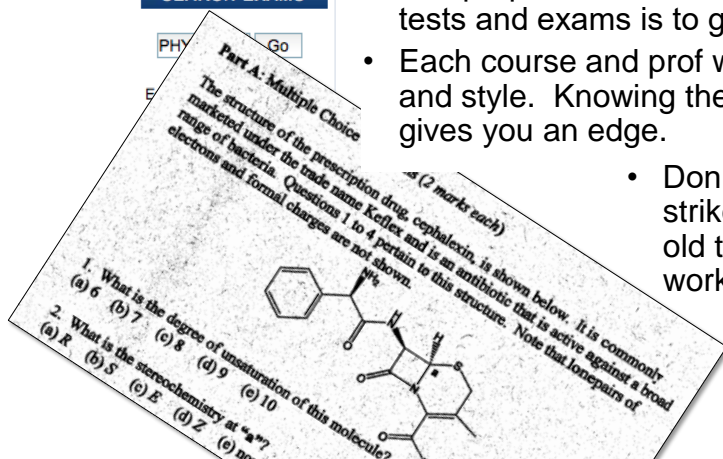 SEARCH EXAMS
PHY
Go
E
tests and exams is to g
• Each course and prof w
and style. Knowing the
gives you an edge.
• Don
strike
old t
work
Part A: Multiple Choice
s (2 marks each)
The structure of the prescription drug, cephalexin, is shown below. It is commonly
marketed under the trade name Keflex and is an antibiotic that is active against a broad
range of bacteria. Questions 1 to 4 pertain to this structure. Note that lonepairs of
electrons and formal charges are not shown.
NH₂
H
N
H
O
S
O
N
O
1. What is the degree of unsaturation of this molecule?
(a) 6 (b) 7 (c) 8 (d) 9 (e) 10
2. What is the stereochemistry at "a"?
(a) R (b) S (c) E (d) Z (e) no